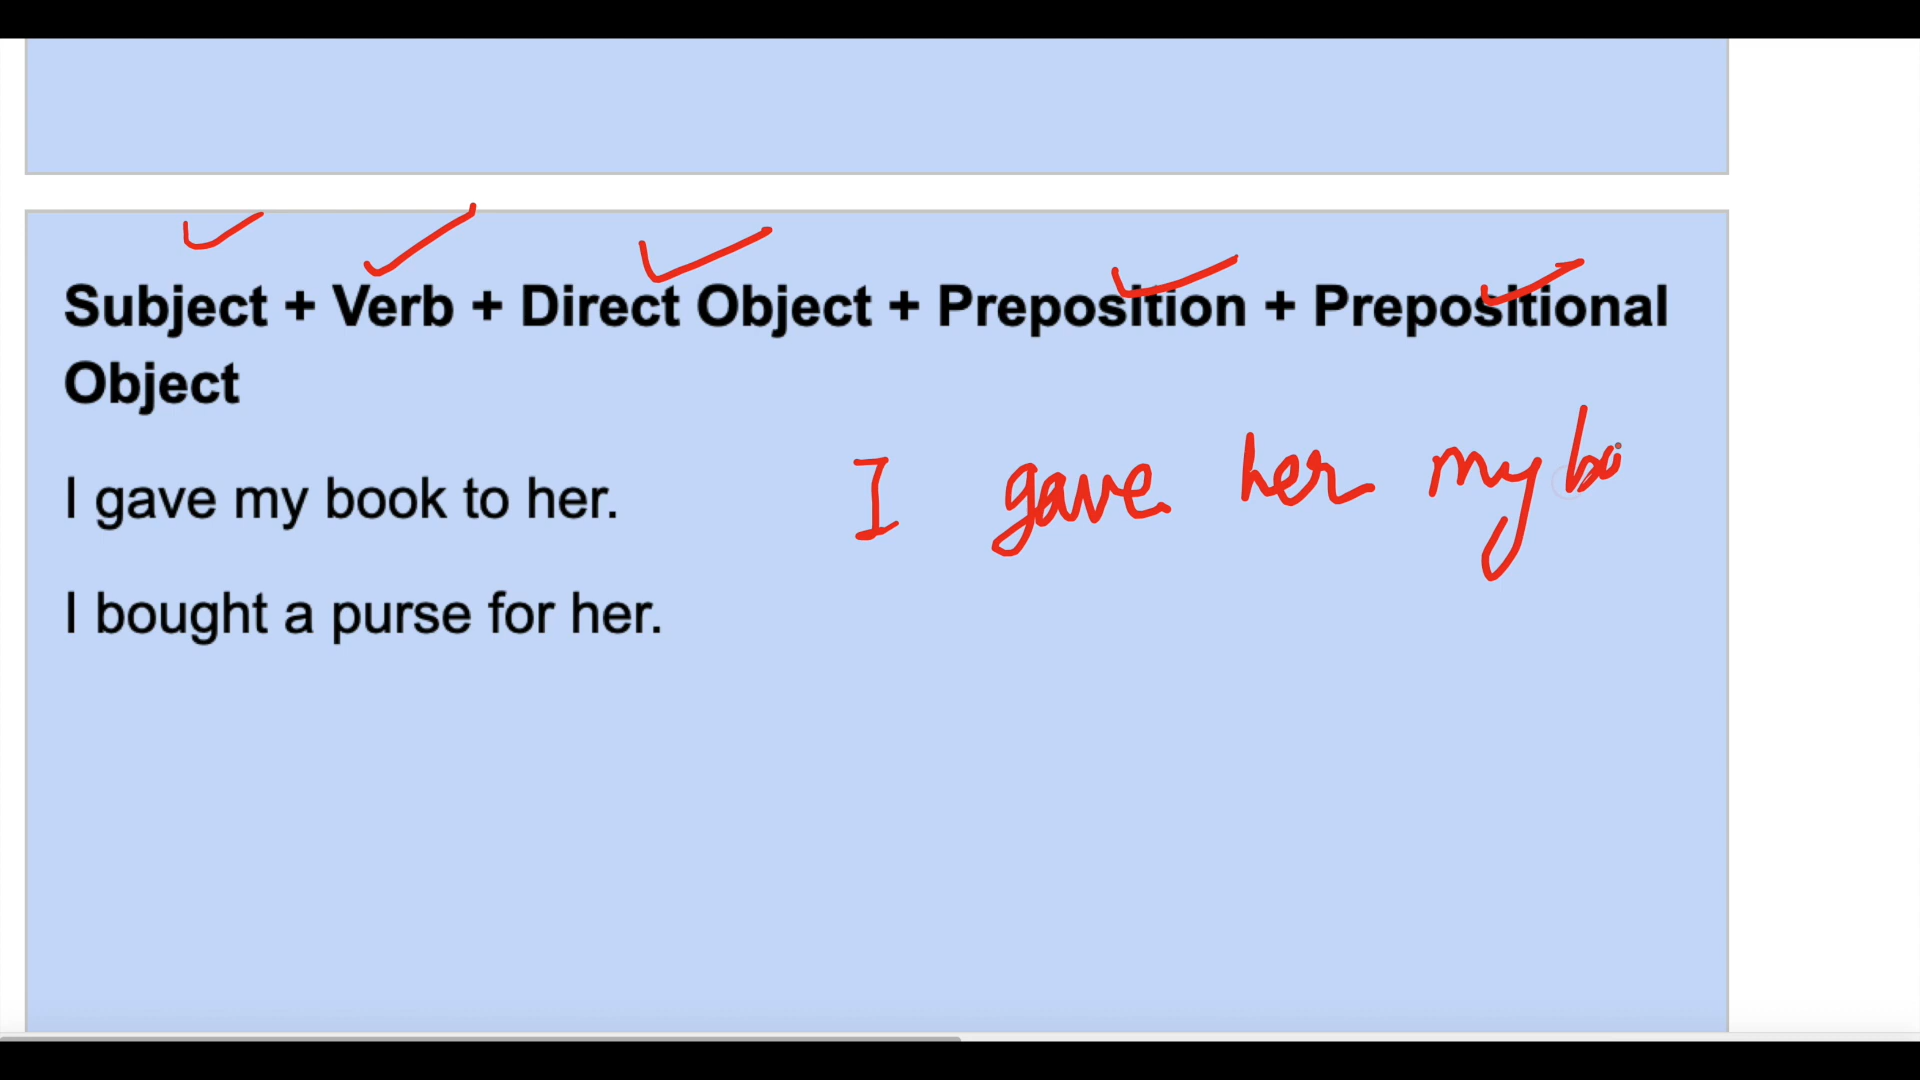 Subject + Verb + Direct Object + Preposition + Prepositional
Object
I gave my book to her.
I gave her my bo
I bought a purse for her.